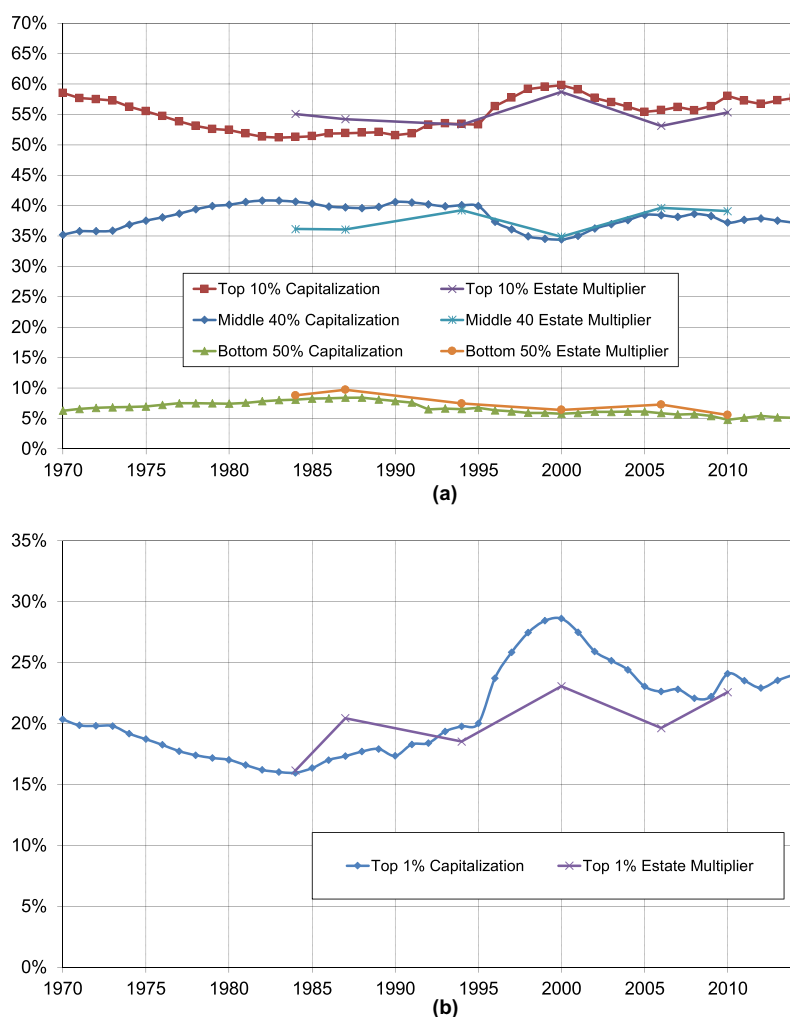 70%
65%
60%
55%
50%
45%
40%
35%
30%
25%
20%
15%
10%
5%
0%
Top 10% Capitalization Top 10% Estate Multiplier
Middle 40% Capitalization Middle 40 Estate Multiplier
Bottom 50% Capitalization Bottom 50% Estate Multiplier
1970 1975 1980 1985 1990 1995 2000 2005 2010
(a)
35%
30%
25%
20%
15%
10%
5%
0%
Top 1% Capitalization Top 1% Estate Multiplier
1970 1975 1980 1985 1990 1995 2000 2005 2010
(b)